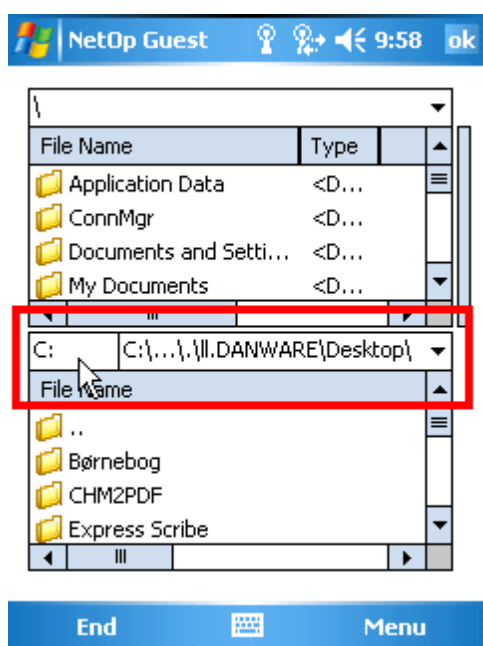 NetOp Guest 9:58 ok
\
File Name Type
Application Data <D...
ConnMgr <D...
Documents and Setti... <D...
My Documents <D...
C: C:\...\.\ll.DANWARE\Desktop\
File Name
..
Børnebog
CHM2PDF
Express Scribe
End Menu